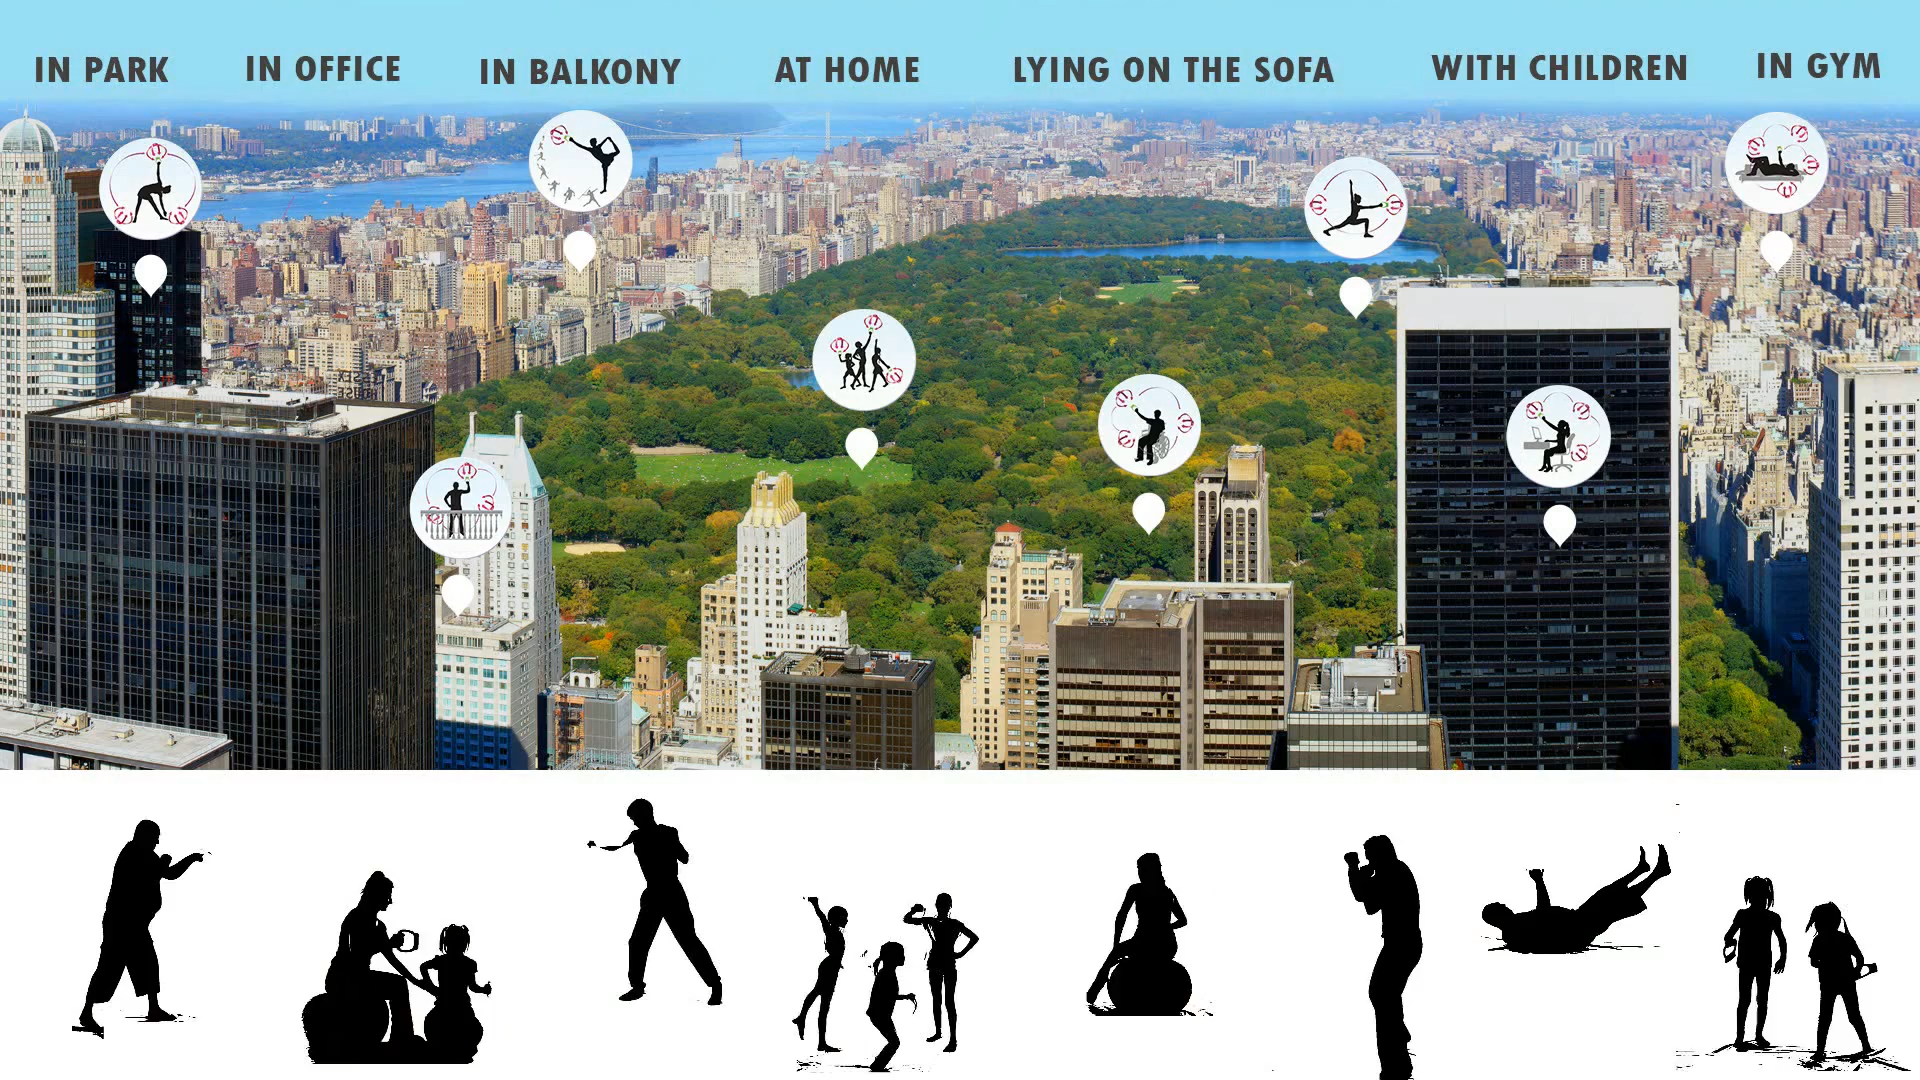 IN PARK
IN OFFICE
IN BALKONY
AT HOME
LYING ON THE SOFA
WITH CHILDREN
IN GYM